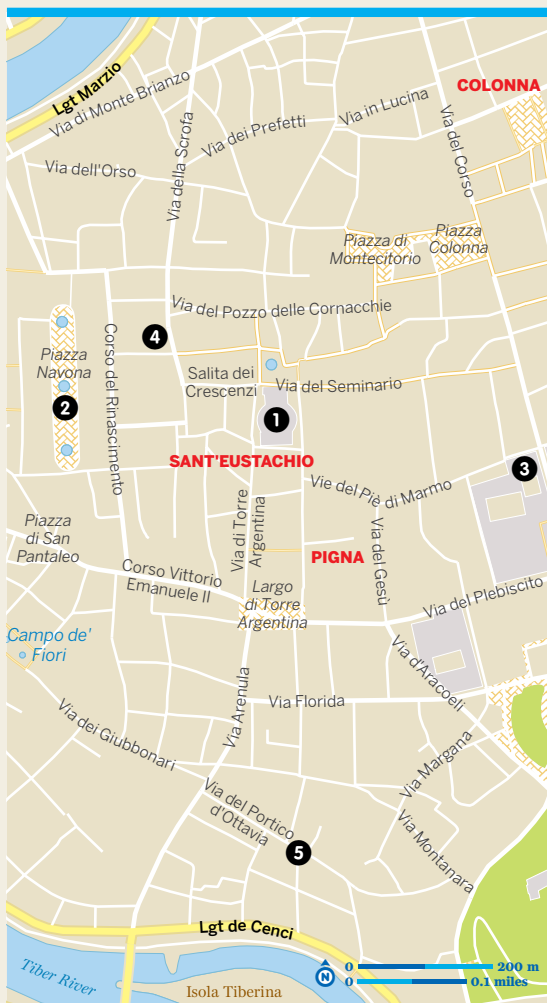 COLONNA
Lgt Marzio
Via di Monte Brianzo
Via della Scrofa
Via dei Prefetti
Via in Lucina
Via del Corso
Via dell'Orso
Piazza di
Montecitorio
Piazza
Colonna
Via del Pozzo delle Cornacchie
4
Piazza
Navona
2
Corso del Rinascimento
Salita dei
Crescenzi
Via del Seminario
1
SANT'EUSTACHIO
3
Vie del Piè di Marmo
Piazza
di San
Pantaleo
Via di Torre
Argentina
PIGNA
Via del Gesù
Corso Vittorio
Emanuele II
Largo
di Torre
Argentina
Via del Plebiscito
Campo de'
Fiori
Via d'Aracoeli
Via Arenula
Via Florida
Via dei Giubbonari
Via Margana
Via del Portico
d'Ottavia
5
Via Montanara
Lgt de Cenci
Tiber River
Isola Tiberina
N
0 200 m
0 0.1 miles